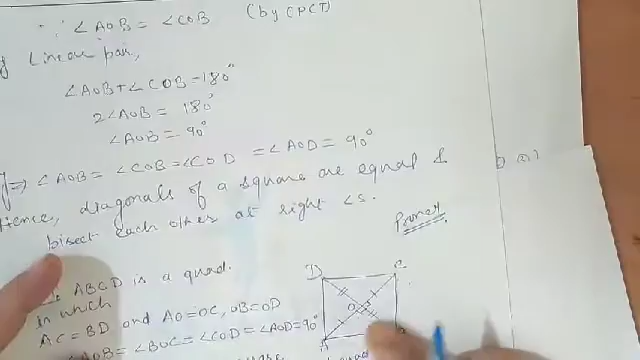 ∵ ∠AOB = ∠COB (by CPCT)
Linear pair,
∠AOB + ∠COB = 180°
2∠AOB = 180°
∠AOB = 90°
⇒ ∠AOB = ∠COB = ∠COD = ∠AOD = 90°
Hence, diagonals of a square are equal &
bisect each other at right ∠s.
Proved
ABCD is a quad.
in which
AC = BD and AO = OC, OB = OD
∠AOB = ∠BOC = ∠COD = ∠AOD = 90°
D C
O
A